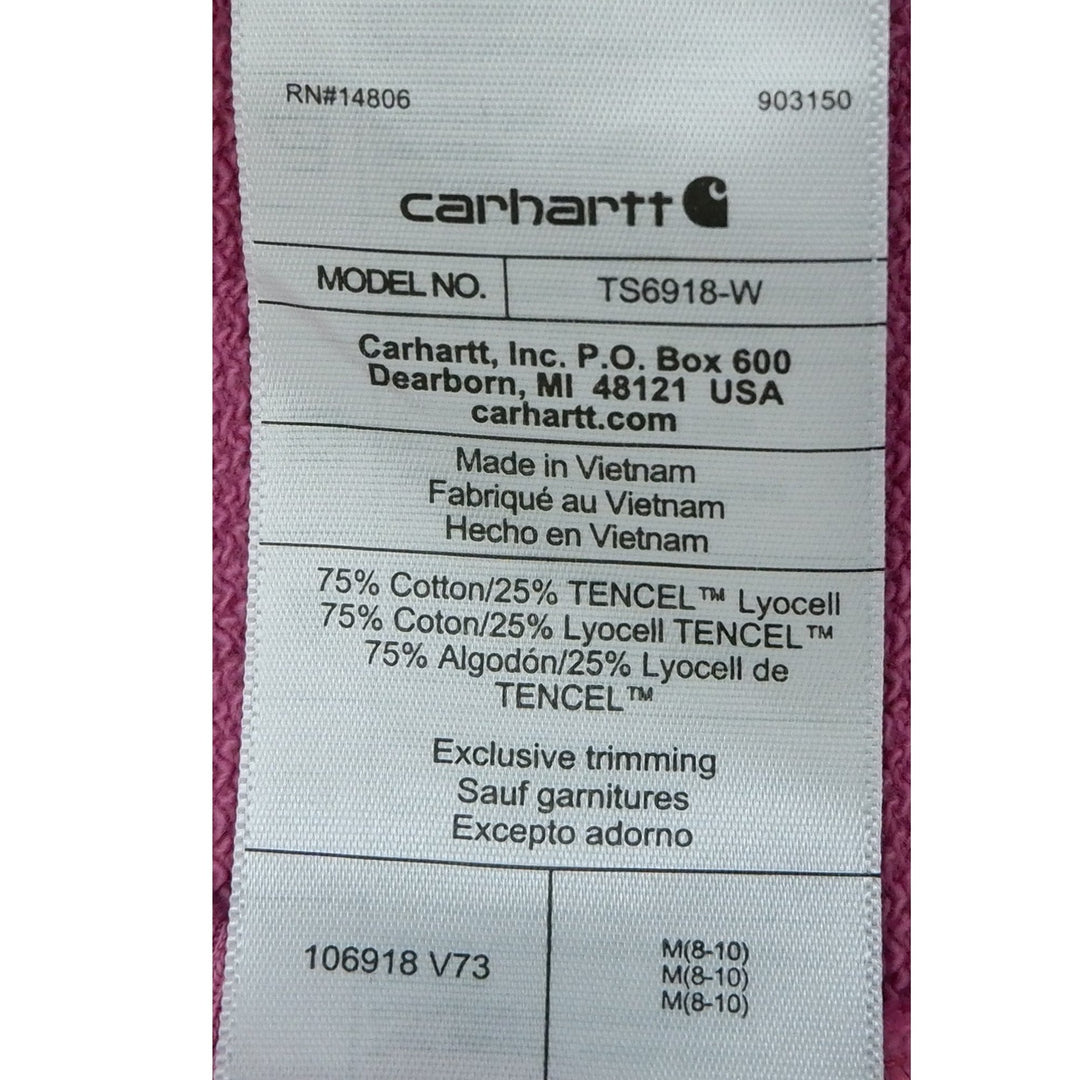 RN#14806 903150
carhartt
MODEL NO. TS6918-W
Carhartt, Inc. P.O. Box 600
Dearborn, MI 48121 USA
carhartt.com
Made in Vietnam
Fabriqué au Vietnam
Hecho en Vietnam
75% Cotton/25% TENCEL™ Lyocell
75% Coton/25% Lyocell TENCEL™
75% Algodón/25% Lyocell de
TENCEL™
Exclusive trimming
Sauf garnitures
Excepto adorno
106918 V73
M(8-10)
M(8-10)
M(8-10)